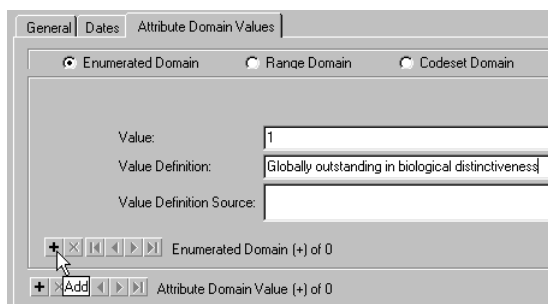 General Dates Attribute Domain Values
Enumerated Domain Range Domain Codeset Domain
Value: 1
Value Definition: Globally outstanding in biological distinctiveness
Value Definition Source:
Enumerated Domain (+) of 0
Add Attribute Domain Value (+) of 0